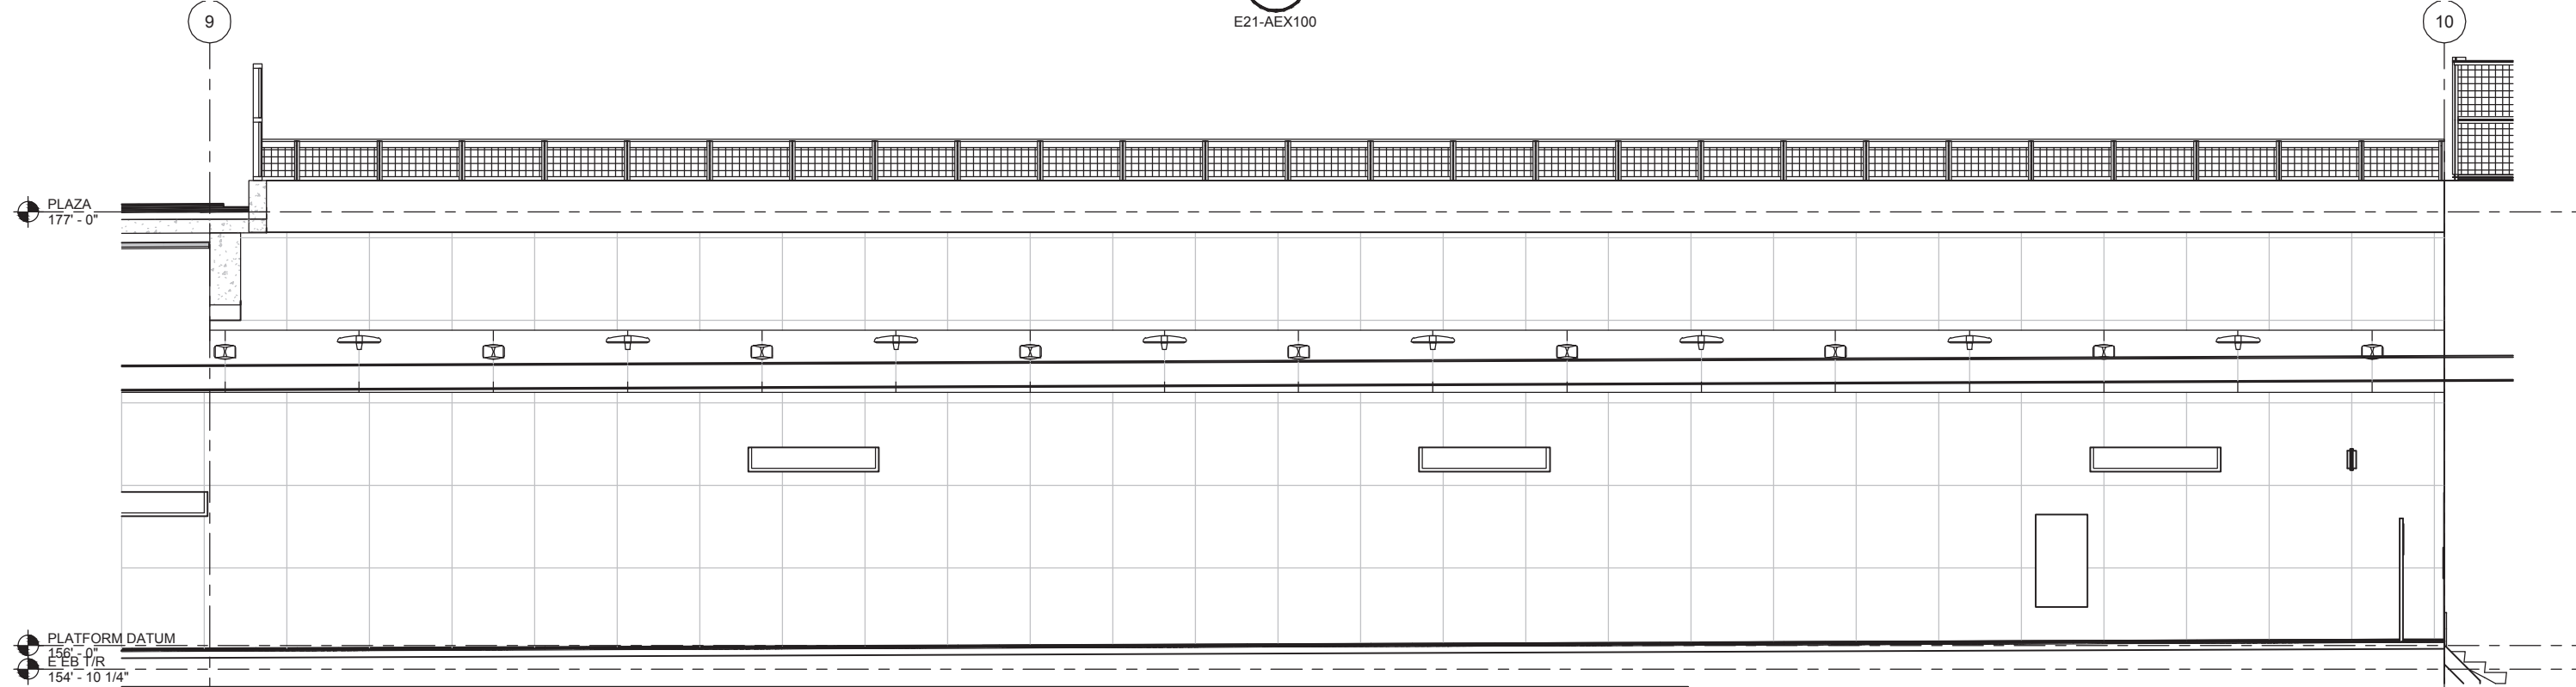 9
E21-AEX100
10
PLAZA
177' - 0"
PLATFORM DATUM
156' - 0"
E EB T/R
154' - 10 1/4"